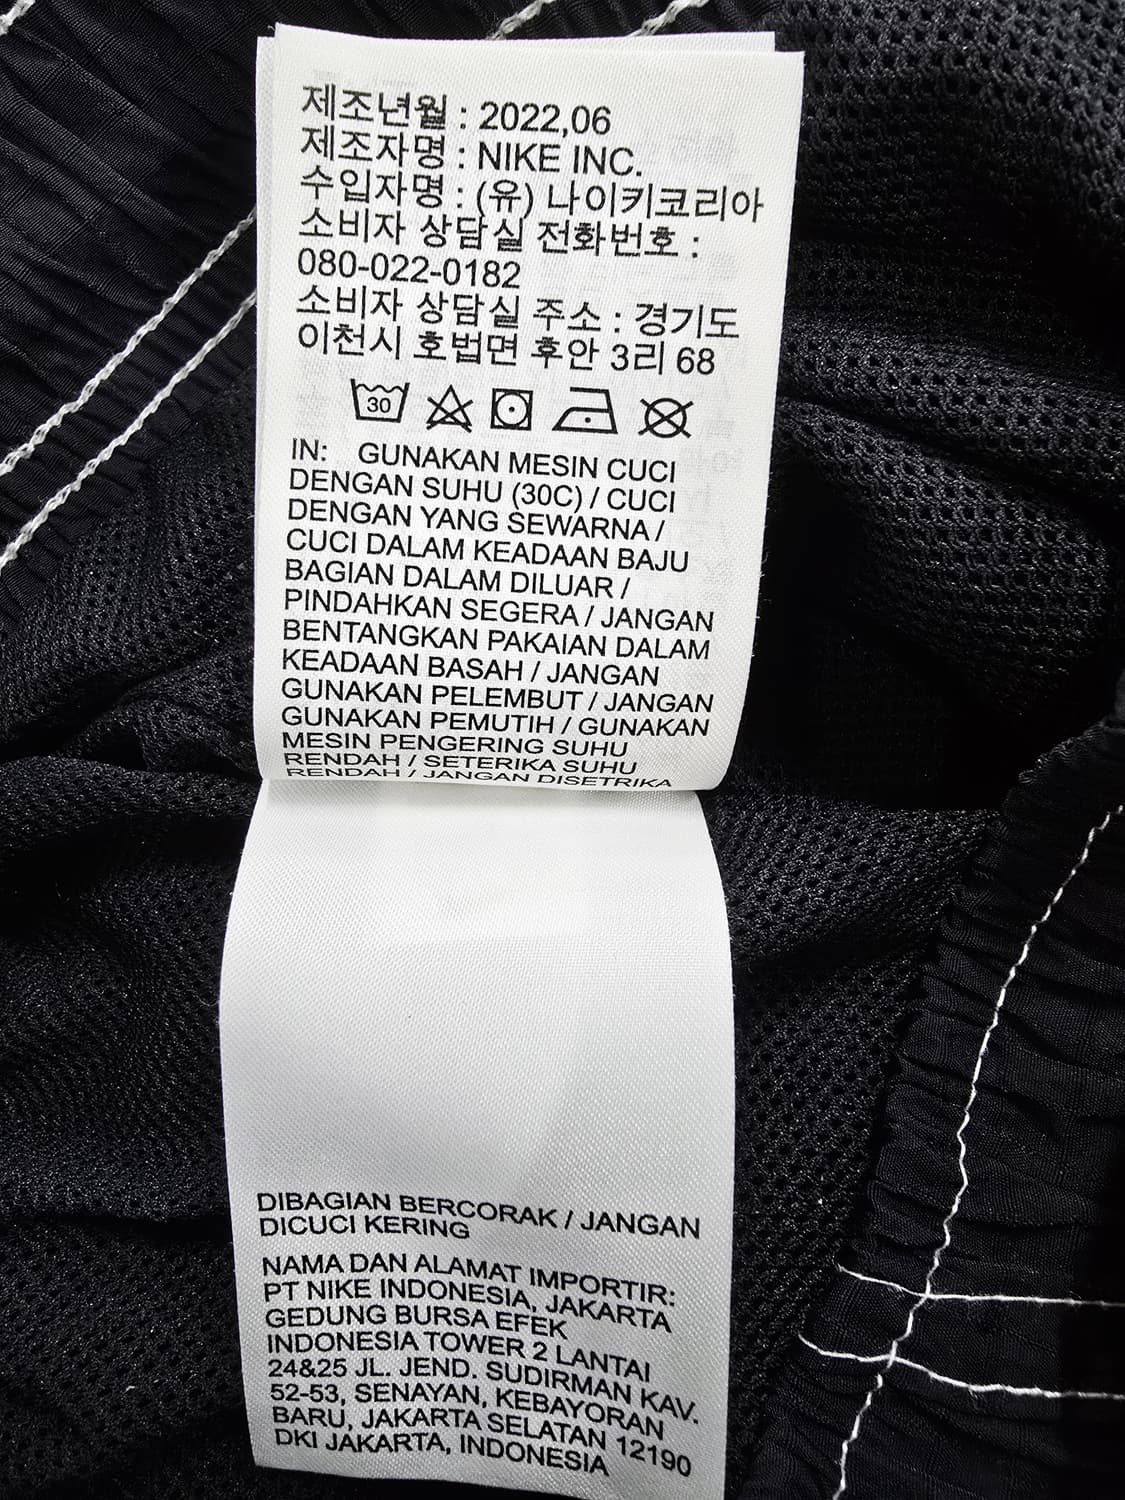 제조년월 : 2022,06
제조자명 : NIKE INC.
수입자명 : (유) 나이키코리아
소비자 상담실 전화번호 :
080-022-0182
소비자 상담실 주소 : 경기도
이천시 호법면 후안 3리 68
30
IN: GUNAKAN MESIN CUCI
DENGAN SUHU (30C) / CUCI
DENGAN YANG SEWARNA /
CUCI DALAM KEADAAN BAJU
BAGIAN DALAM DILUAR /
PINDAHKAN SEGERA / JANGAN
BENTANGKAN PAKAIAN DALAM
KEADAAN BASAH / JANGAN
GUNAKAN PELEMBUT / JANGAN
GUNAKAN PEMUTIH / GUNAKAN
MESIN PENGERING SUHU
RENDAH / SETERIKA SUHU
RENDAH / JANGAN DISETRIKA
DIBAGIAN BERCORAK / JANGAN
DICUCI KERING
NAMA DAN ALAMAT IMPORTIR:
PT NIKE INDONESIA, JAKARTA
GEDUNG BURSA EFEK
INDONESIA TOWER 2 LANTAI
24&25 JL. JEND. SUDIRMAN KAV.
52-53, SENAYAN, KEBAYORAN
BARU, JAKARTA SELATAN 12190
DKI JAKARTA, INDONESIA